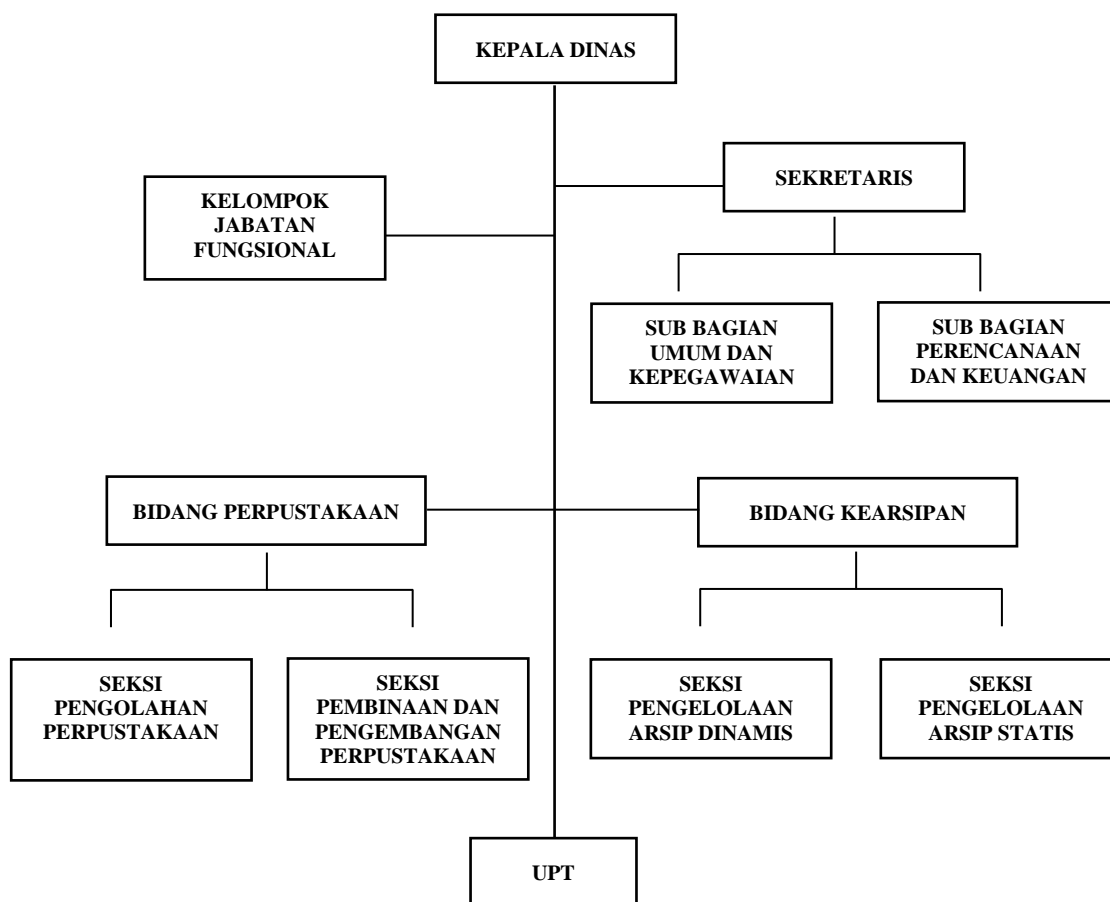 KEPALA DINAS
SEKRETARIS
KELOMPOK
JABATAN
FUNGSIONAL
SUB BAGIAN
UMUM DAN
KEPEGAWAIAN
SUB BAGIAN
PERENCANAAN
DAN KEUANGAN
BIDANG PERPUSTAKAAN
BIDANG KEARSIPAN
SEKSI
PENGOLAHAN
PERPUSTAKAAN
SEKSI
PEMBINAAN DAN
PENGEMBANGAN
PERPUSTAKAAN
SEKSI
PENGELOLAAN
ARSIP DINAMIS
SEKSI
PENGELOLAAN
ARSIP STATIS
UPT